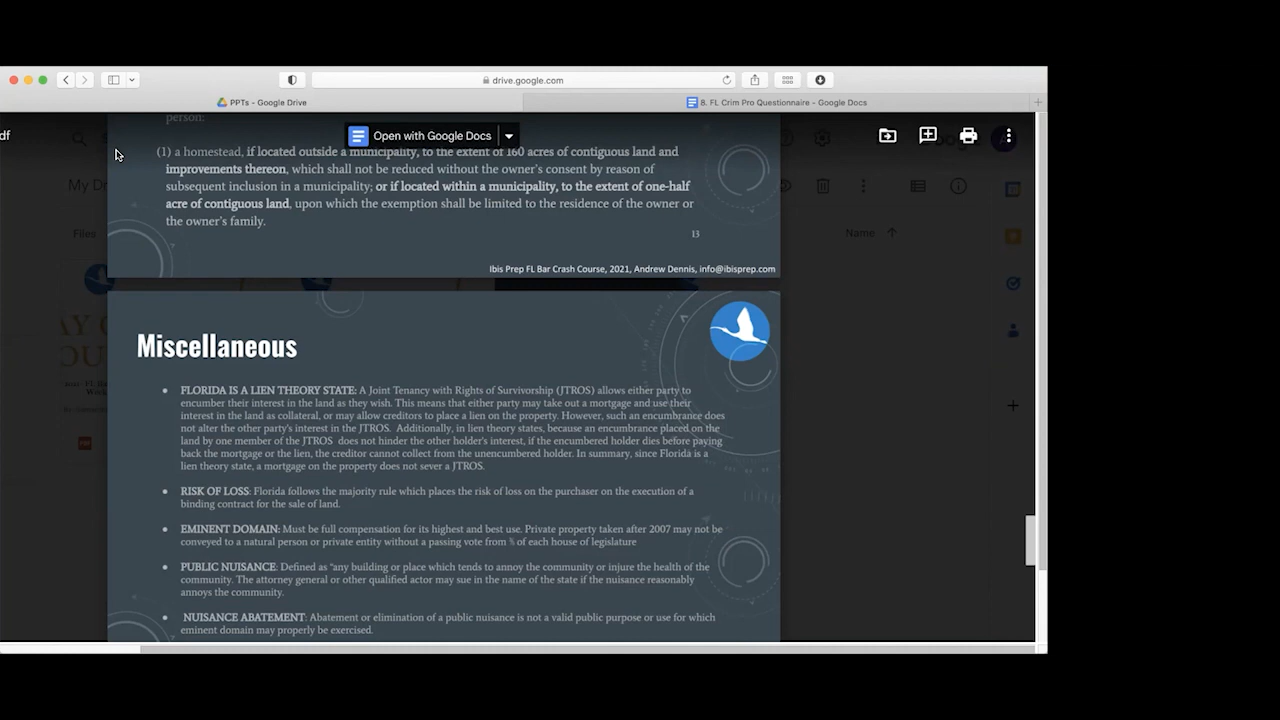 drive.google.com
PPTs - Google Drive
8. FL Crim Pro Questionnaire - Google Docs
df
Open with Google Docs
person:
(1) a homestead, if located outside a municipality, to the extent of 160 acres of contiguous land and
improvements thereon, which shall not be reduced without the owner's consent by reason of
subsequent inclusion in a municipality; or if located within a municipality, to the extent of one-half
acre of contiguous land, upon which the exemption shall be limited to the residence of the owner or
the owner's family.
13
Ibis Prep FL Bar Crash Course, 2021, Andrew Dennis, info@ibisprep.com
My Dr
Files
Name
Miscellaneous
• FLORIDA IS A LIEN THEORY STATE: A Joint Tenancy with Rights of Survivorship (JTROS) allows either party to
encumber their interest in the land as they wish. This means that either party may take out a mortgage and use their
interest in the land as collateral, or may allow creditors to place a lien on the property. However, such an encumbrance does
not alter the other party's interest in the JTROS. Additionally, in lien theory states, because an encumbrance placed on the
land by one member of the JTROS does not hinder the other holder's interest, if the encumbered holder dies before paying
back the mortgage or the lien, the creditor cannot collect from the unencumbered holder. In summary, since Florida is a
lien theory state, a mortgage on the property does not sever a JTROS.
• RISK OF LOSS: Florida follows the majority rule which places the risk of loss on the purchaser on the execution of a
binding contract for the sale of land.
• EMINENT DOMAIN: Must be full compensation for its highest and best use. Private property taken after 2007 may not be
conveyed to a natural person or private entity without a passing vote from of each house of legislature
• PUBLIC NUISANCE: Defined as "any building or place which tends to annoy the community or injure the health of the
community. The attorney general or other qualified actor may sue in the name of the state if the nuisance reasonably
annoys the community.
• NUISANCE ABATEMENT: Abatement or elimination of a public nuisance is not a valid public purpose or use for which
eminent domain may properly be exercised.